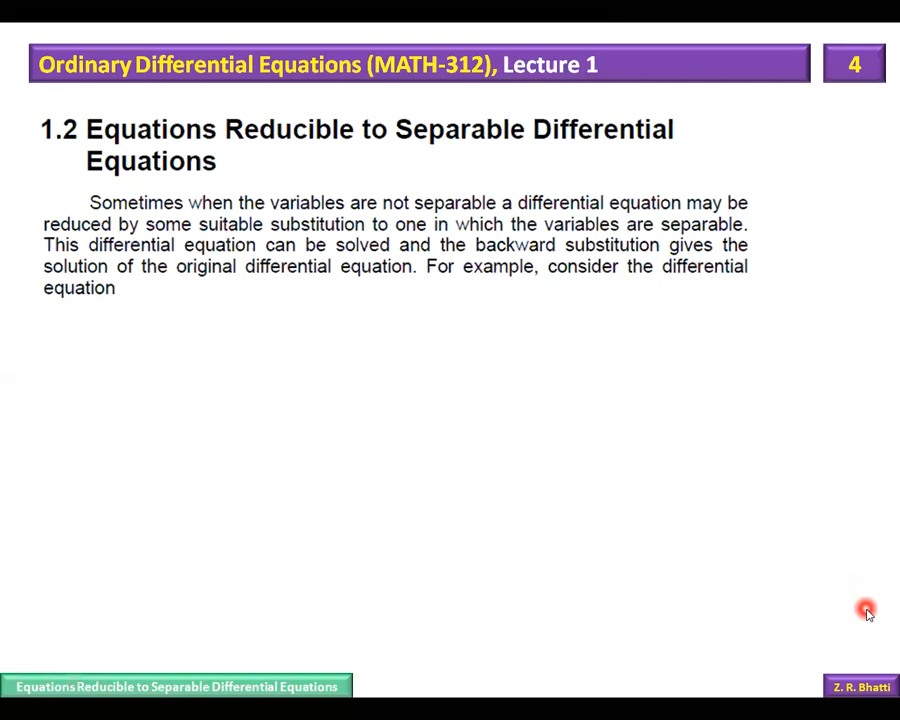 Ordinary Differential Equations (MATH-312), Lecture 1
4
1.2 Equations Reducible to Separable Differential
Equations
Sometimes when the variables are not separable a differential equation may be
reduced by some suitable substitution to one in which the variables are separable.
This differential equation can be solved and the backward substitution gives the
solution of the original differential equation. For example, consider the differential
equation
Equations Reducible to Separable Differential Equations
Z. R. Bhatti